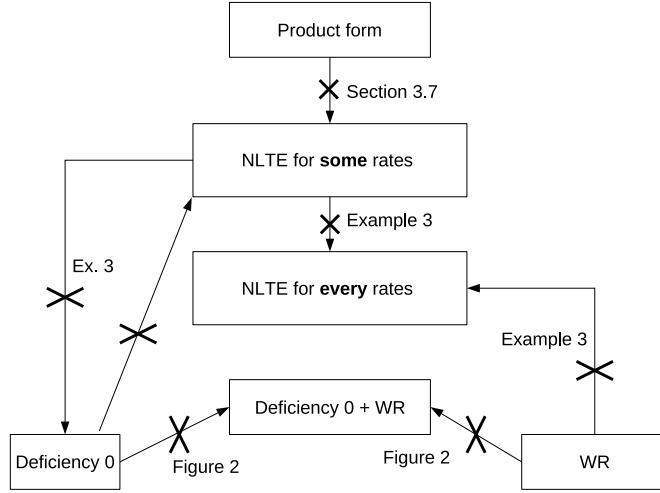 Product form
Section 3.7
NLTE for some rates
Example 3
Ex. 3
NLTE for every rates
Example 3
Deficiency 0 + WR
Deficiency 0
Figure 2
Figure 2
WR